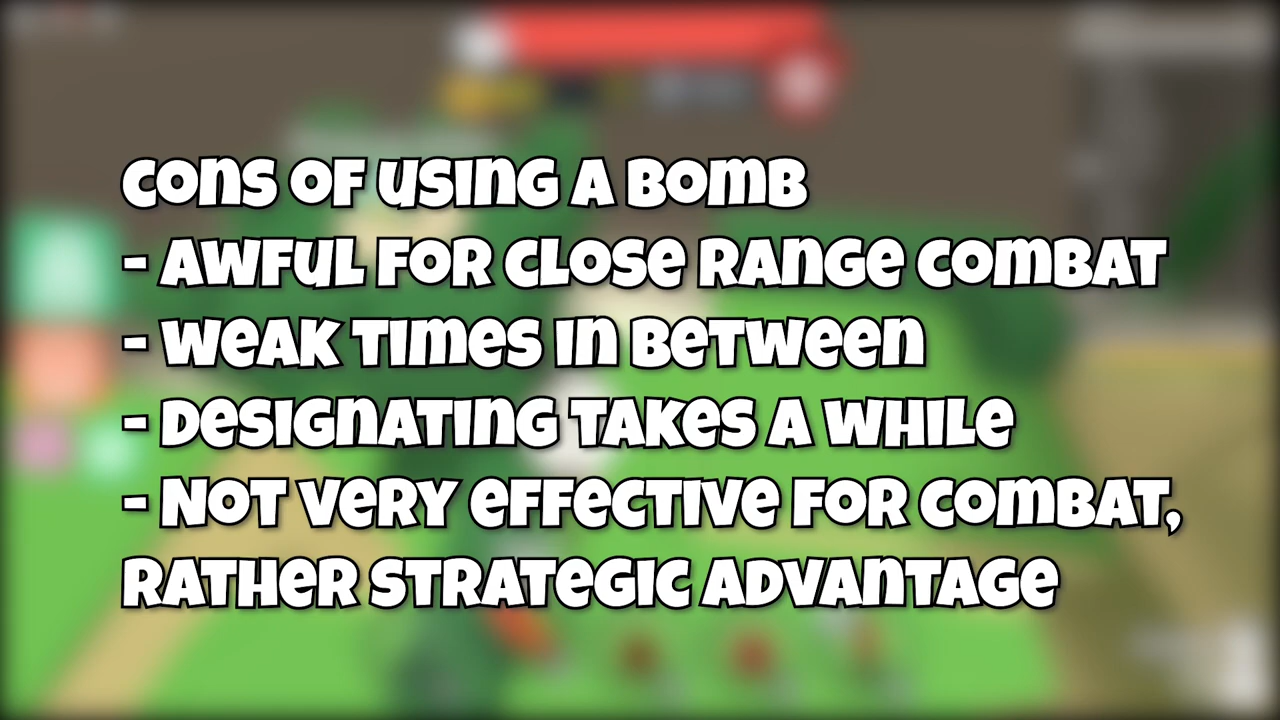 Cons of using a bomb
- Awful for close range combat
- Weak times in between
- Designating takes a while
- Not very effective for combat,
rather strategic advantage